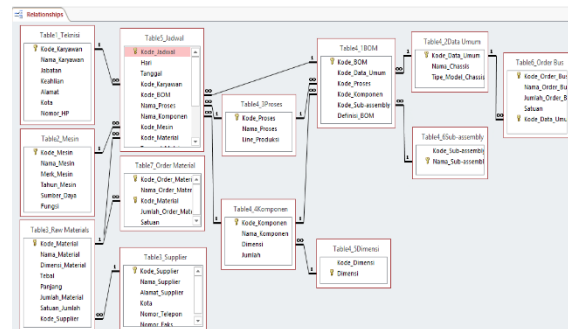 Relationships
Table1_Teknisi
Kode_Karyawan
Nama_Karyawan
Jabatan
Keahlian
Alamat
Kota
Nomor_HP
Table2_Mesin
Kode_Mesin
Nama_Mesin
Merk_Mesin
Tahun_Mesin
Sumber_Daya
Fungsi
Table3_Raw Materials
Kode_Material
Nama_Material
Dimensi_Material
Tebal
Panjang
Jumlah_Material
Satuan_Jumlah
Kode_Supplier
Table5_Jadwal
Kode_Jadwal
Hari
Tanggal
Kode_Karyawan
Kode_BOM
Nama_Proses
Nama_Komponen
Kode_Mesin
Kode_Material
Table7_Order Material
Kode_Order_Mater
Nama_Order_Mater
Kode_Material
Jumlah_Order_Mat
Satuan
Table3_Supplier
Kode_Supplier
Nama_Supplier
Alamat_Supplier
Kota
Nomor_Telepon
Nomor_Faks
Table4_3Proses
Kode_Proses
Nama_Proses
Line_Produksi
Table4_4Komponen
Kode_Komponen
Nama_Komponen
Dimensi
Jumlah
Table4_1BOM
Kode_BOM
Kode_Data_Umum
Kode_Proses
Kode_Komponen
Kode_Sub-assembly
Definisi_BOM
Table4_5Dimensi
Kode_Dimensi
Dimensi
Table4_2Data Umum
Kode_Data_Umum
Nama_Chassis
Tipe_Model_Chassis
Table4_6Sub-assembly
Kode_Sub-assembly
Nama_Sub-assembl
Table6_Order Bus
Kode_Order_Bus
Nama_Order_Bu
Jumlah_Order_B
Satuan
Kode_Data_Umu